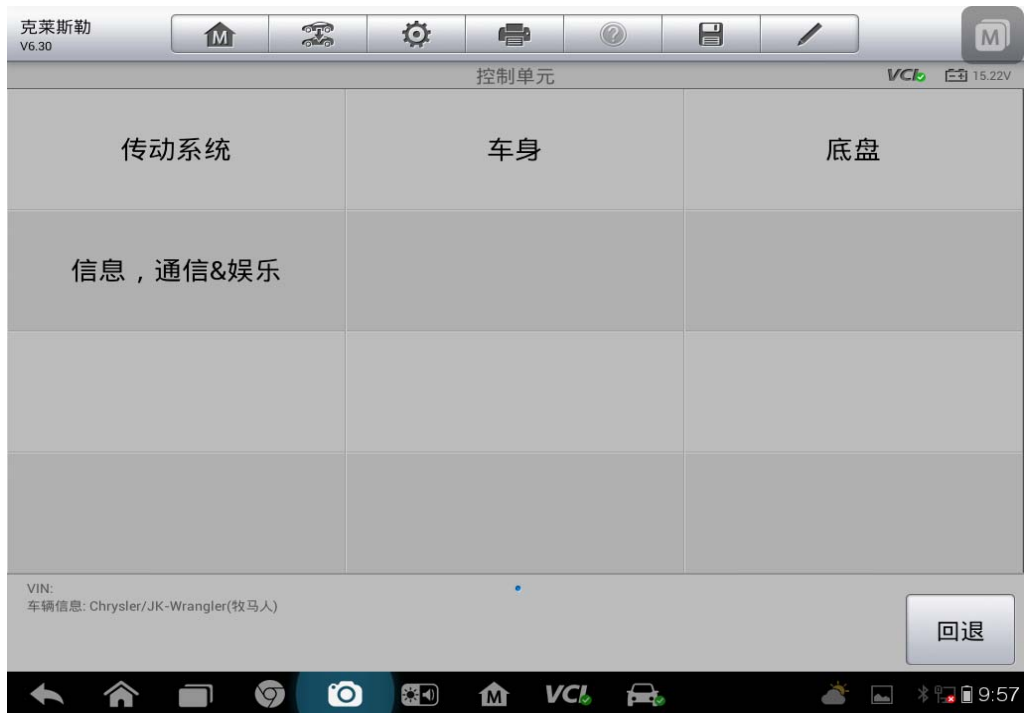 克莱斯勒
V6.30
M
M
控制单元
VCI
15.22V
传动系统
车身
底盘
信息，通信&娱乐
VIN:
车辆信息: Chrysler/JK-Wrangler(牧马人)
回退
M
VCI
9:57